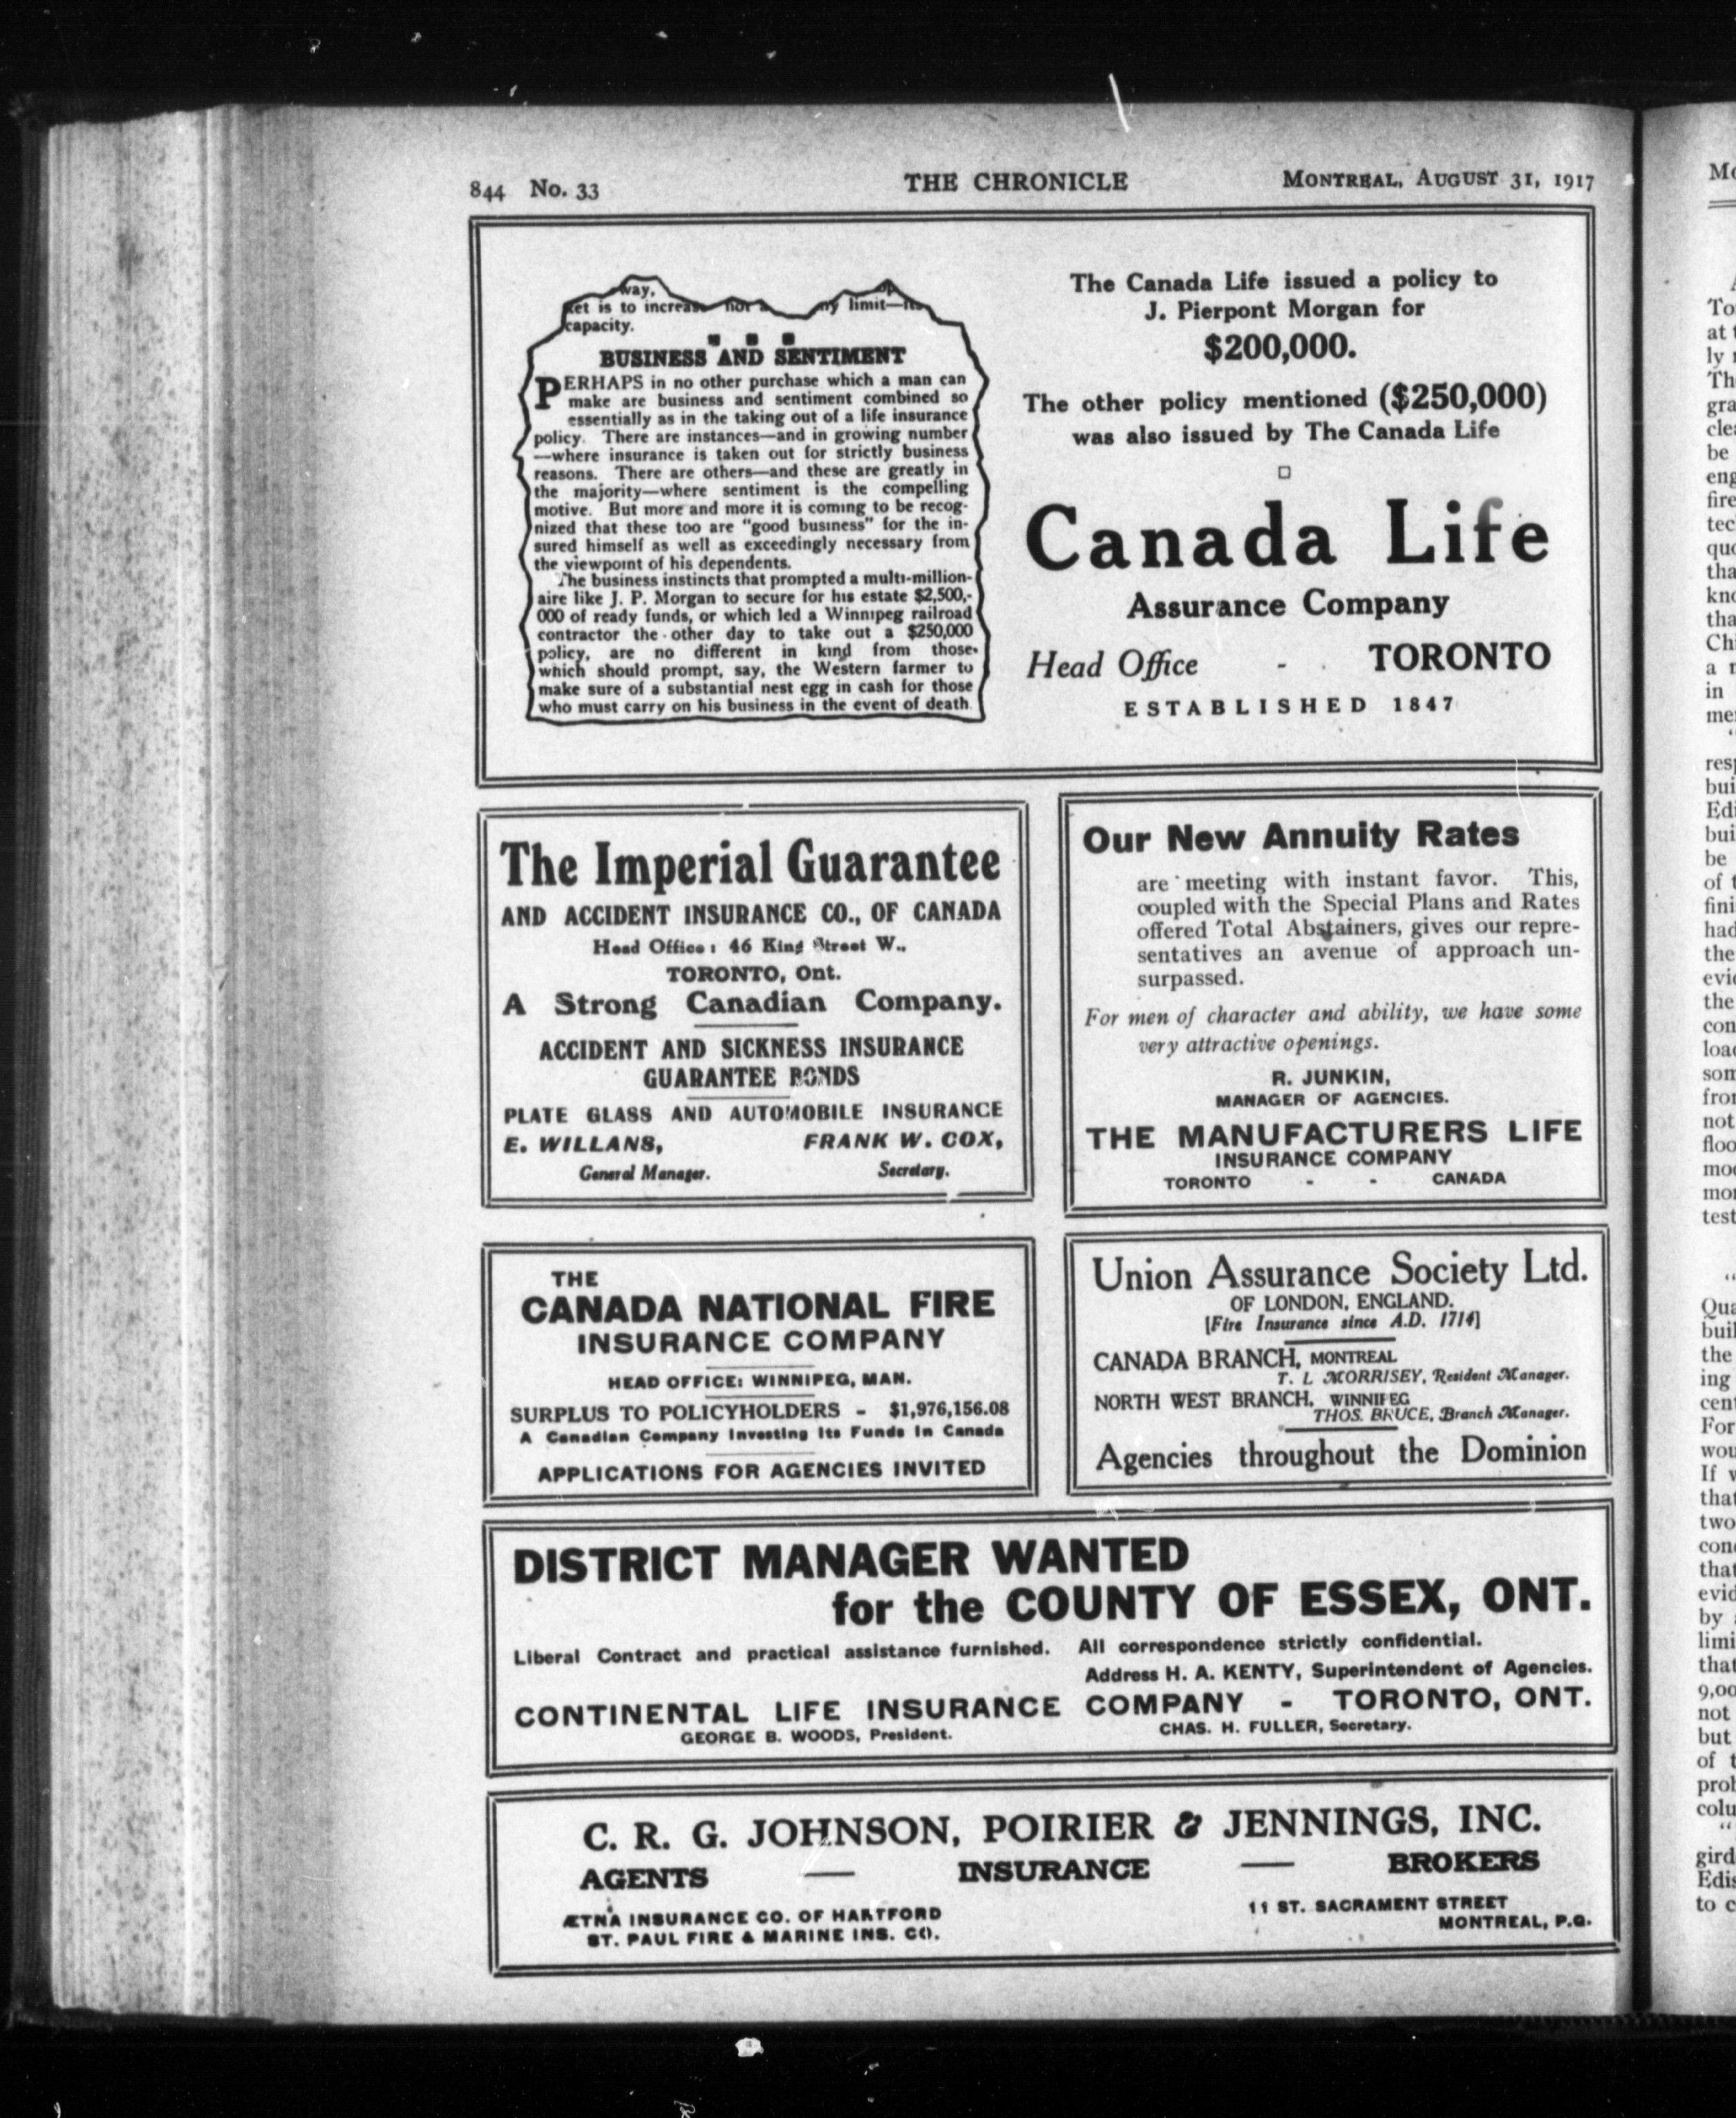 844 No. 33
THE CHRONICLE
MONTREAL, AUGUST 31, 1917
way,
ket is to increase nor limit—its
capacity.
BUSINESS AND SENTIMENT
PERHAPS in no other purchase which a man can
make are business and sentiment combined so
essentially as in the taking out of a life insurance
policy. There are instances—and in growing number
—where insurance is taken out for strictly business
reasons. There are others—and these are greatly in
the majority—where sentiment is the compelling
motive. But more and more it is coming to be recog-
nized that these too are "good business" for the in-
sured himself as well as exceedingly necessary from
the viewpoint of his dependents.
The business instincts that prompted a multi-million-
aire like J. P. Morgan to secure for his estate $2,500,-
000 of ready funds, or which led a Winnipeg railroad
contractor the other day to take out a $250,000
policy, are no different in kind from those
which should prompt, say, the Western farmer to
make sure of a substantial nest egg in cash for those
who must carry on his business in the event of death
The Canada Life issued a policy to
J. Pierpont Morgan for
$200,000.
The other policy mentioned ($250,000)
was also issued by The Canada Life
Canada Life
Assurance Company
Head Office - TORONTO
ESTABLISHED 1847
The Imperial Guarantee
AND ACCIDENT INSURANCE CO., OF CANADA
Head Office: 46 King Street W.,
TORONTO, Ont.
A Strong Canadian Company.
ACCIDENT AND SICKNESS INSURANCE
GUARANTEE BONDS
PLATE GLASS AND AUTOMOBILE INSURANCE
E. WILLANS, FRANK W. COX,
General Manager. Secretary.
Our New Annuity Rates
are meeting with instant favor. This,
coupled with the Special Plans and Rates
offered Total Abstainers, gives our repre-
sentatives an avenue of approach un-
surpassed.
For men of character and ability, we have some
very attractive openings.
R. JUNKIN,
MANAGER OF AGENCIES.
THE MANUFACTURERS LIFE
INSURANCE COMPANY
TORONTO - - CANADA
THE
CANADA NATIONAL FIRE
INSURANCE COMPANY
HEAD OFFICE: WINNIPEG, MAN.
SURPLUS TO POLICYHOLDERS - $1,976,156.08
A Canadian Company Investing Its Funds In Canada
APPLICATIONS FOR AGENCIES INVITED
Union Assurance Society Ltd.
OF LONDON, ENGLAND.
[Fire Insurance since A.D. 1714]
CANADA BRANCH, MONTREAL
T. L MORRISEY, Resident Manager.
NORTH WEST BRANCH, WINNIPEG
THOS. BRUCE, Branch Manager.
Agencies throughout the Dominion
DISTRICT MANAGER WANTED
for the COUNTY OF ESSEX, ONT.
Liberal Contract and practical assistance furnished. All correspondence strictly confidential.
Address H. A. KENTY, Superintendent of Agencies.
CONTINENTAL LIFE INSURANCE COMPANY - TORONTO, ONT.
GEORGE B. WOODS, President. CHAS. H. FULLER, Secretary.
C. R. G. JOHNSON, POIRIER & JENNINGS, INC.
AGENTS — INSURANCE — BROKERS
ÆTNA INSURANCE CO. OF HARTFORD
ST. PAUL FIRE & MARINE INS. CO.
11 ST. SACRAMENT STREET
MONTREAL, P.Q.